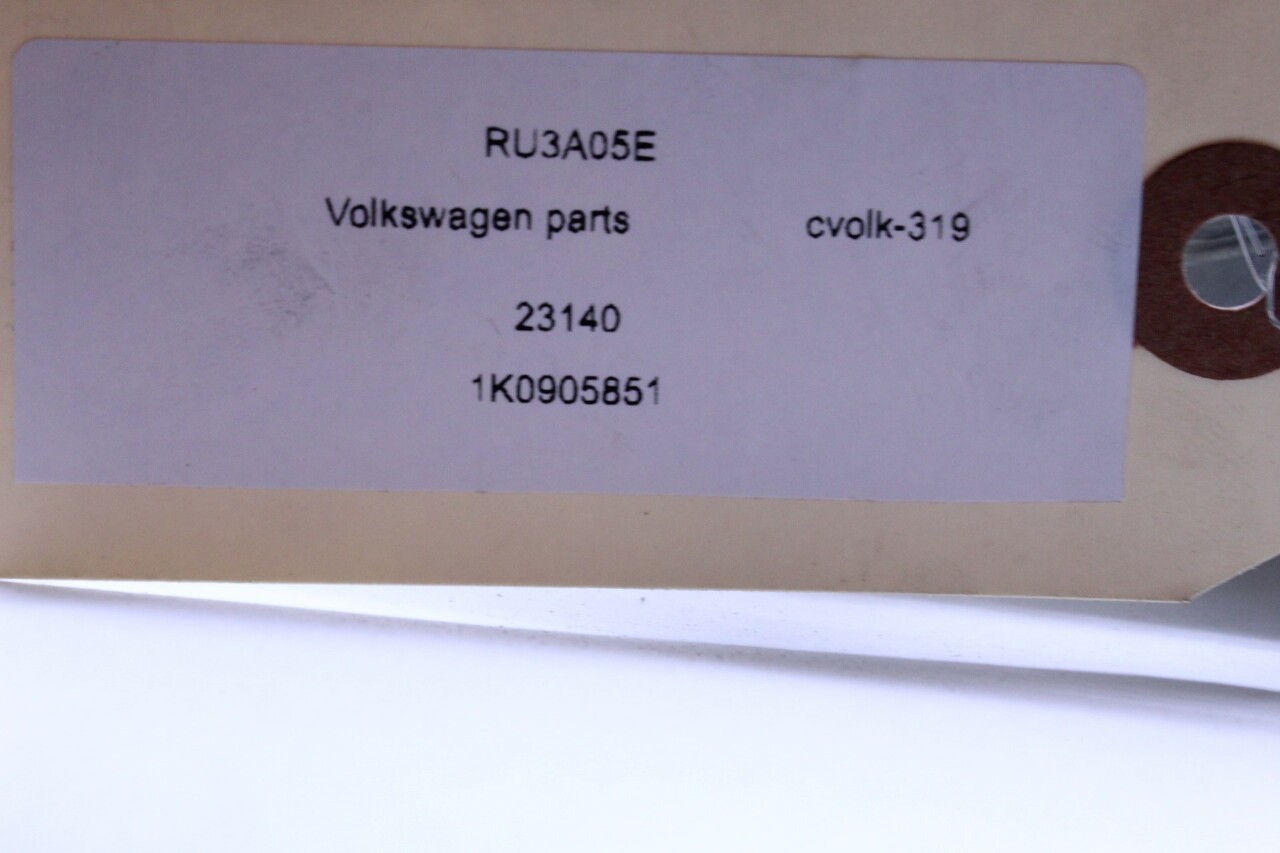 RU3A05E
Volkswagen parts cvolk-319
23140
1K0905851